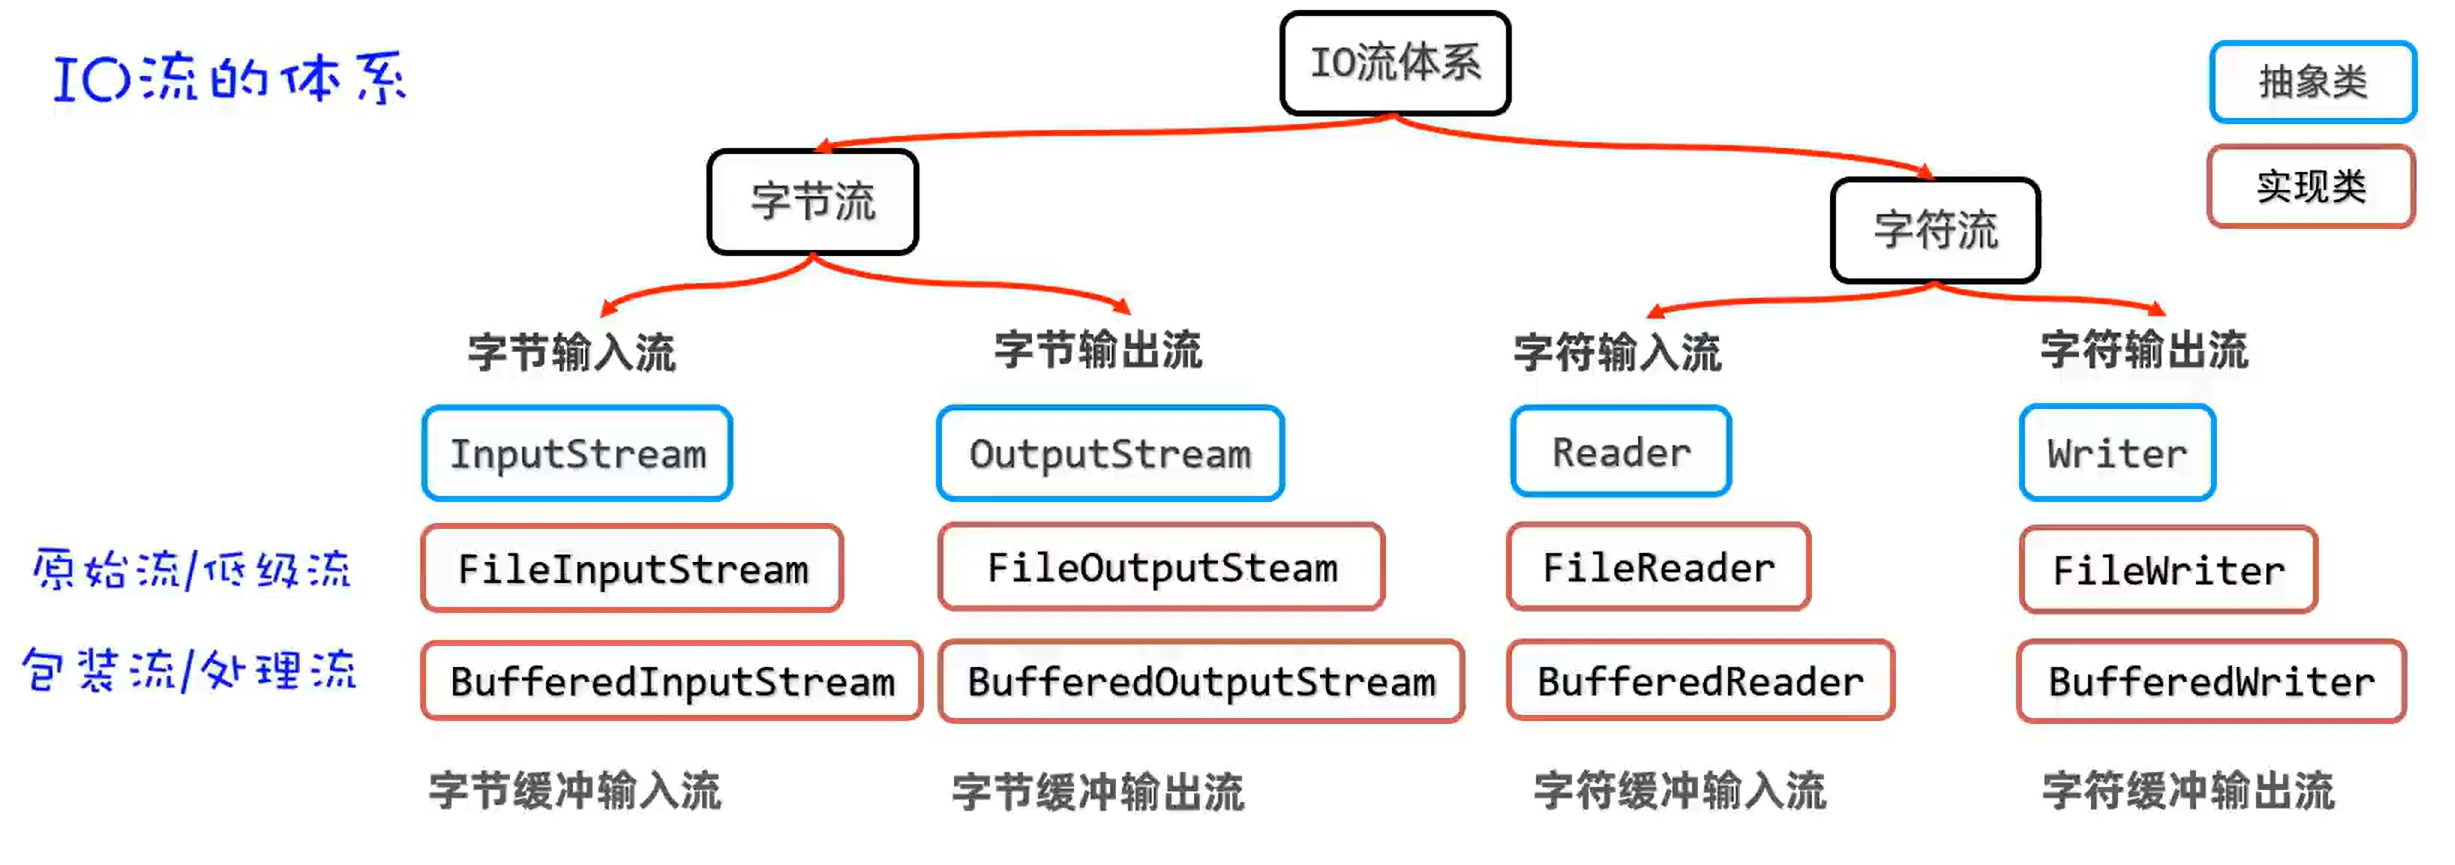 IO流的体系
IO流体系
抽象类
实现类
字节流
字符流
字节输入流
字节输出流
字符输入流
字符输出流
InputStream
OutputStream
Reader
Writer
原始流/低级流
FileInputStream
FileOutputSteam
FileReader
FileWriter
包装流/处理流
BufferedInputStream
BufferedOutputStream
BufferedReader
BufferedWriter
字节缓冲输入流
字节缓冲输出流
字符缓冲输入流
字符缓冲输出流